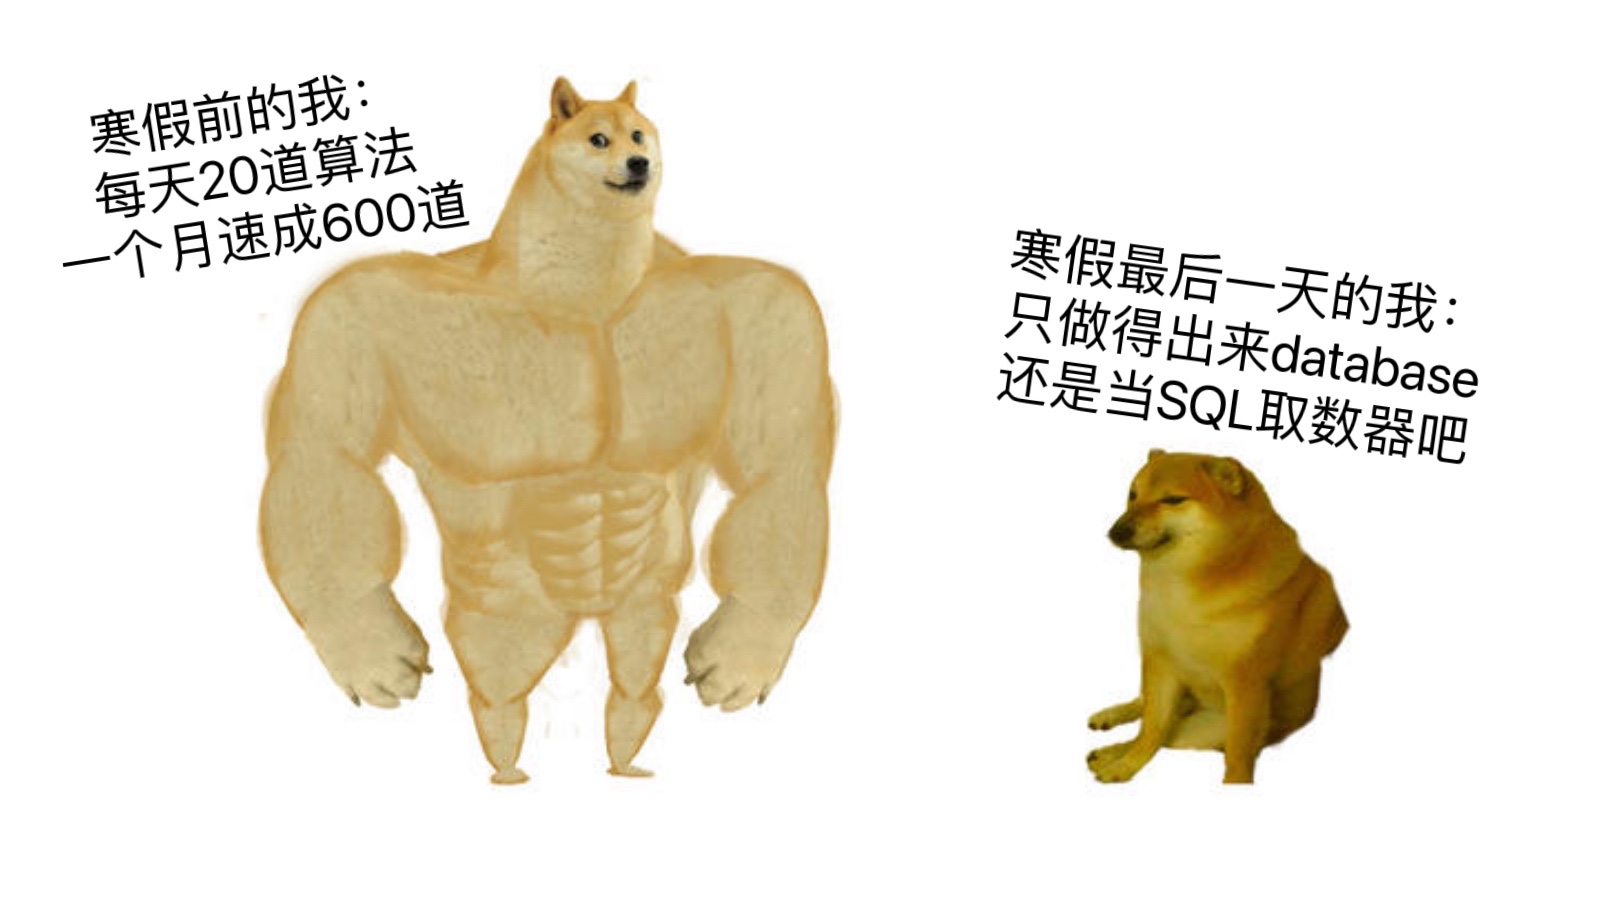 寒假前的我：
每天20道算法
一个月速成600道
寒假最后一天的我：
只做得出来database
还是当SQL取数器吧